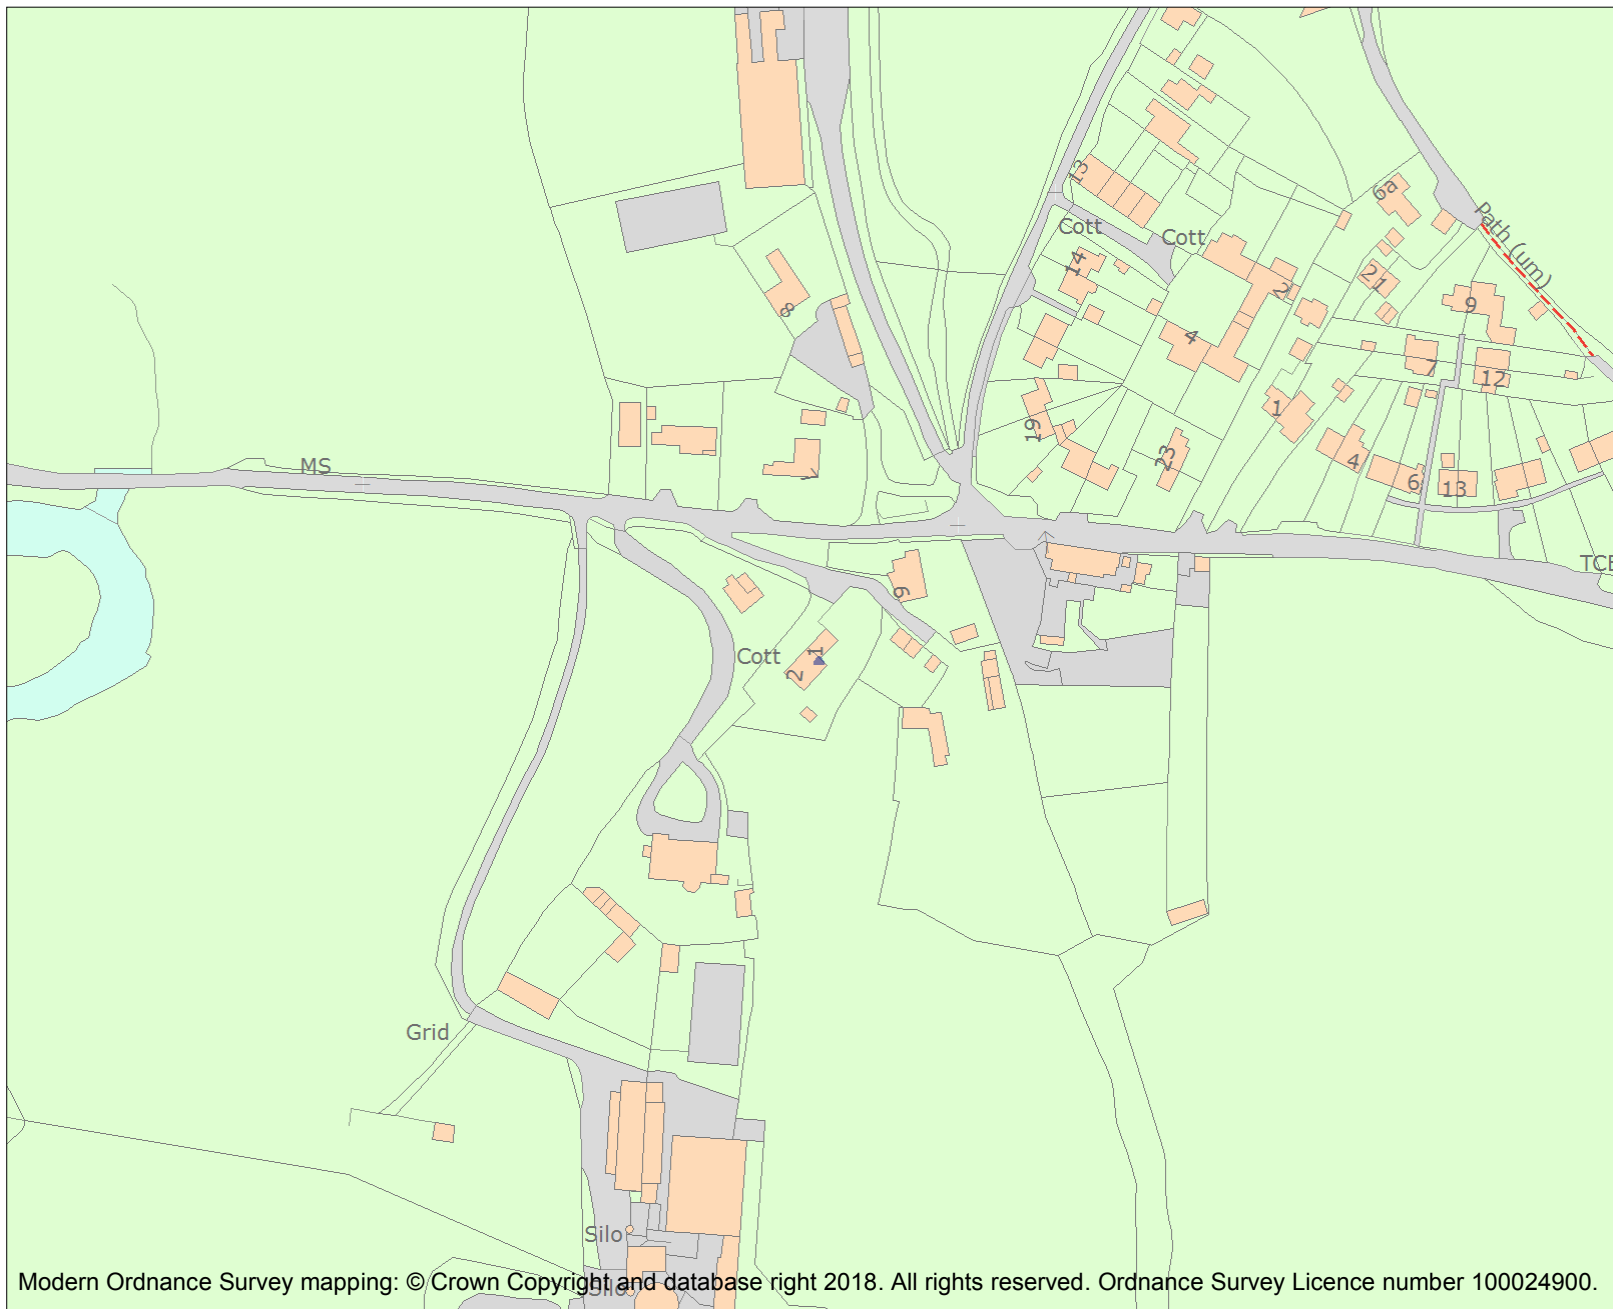 13
6a
Path (um)
Cott
Cott
14
21
2
9
8
4
7
12
1
19
23
4
6
13
MS
1
TCB
9
Cott
1
2
Grid
Silo
Silo
Modern Ordnance Survey mapping: © Crown Copyright and database right 2018. All rights reserved. Ordnance Survey Licence number 100024900.